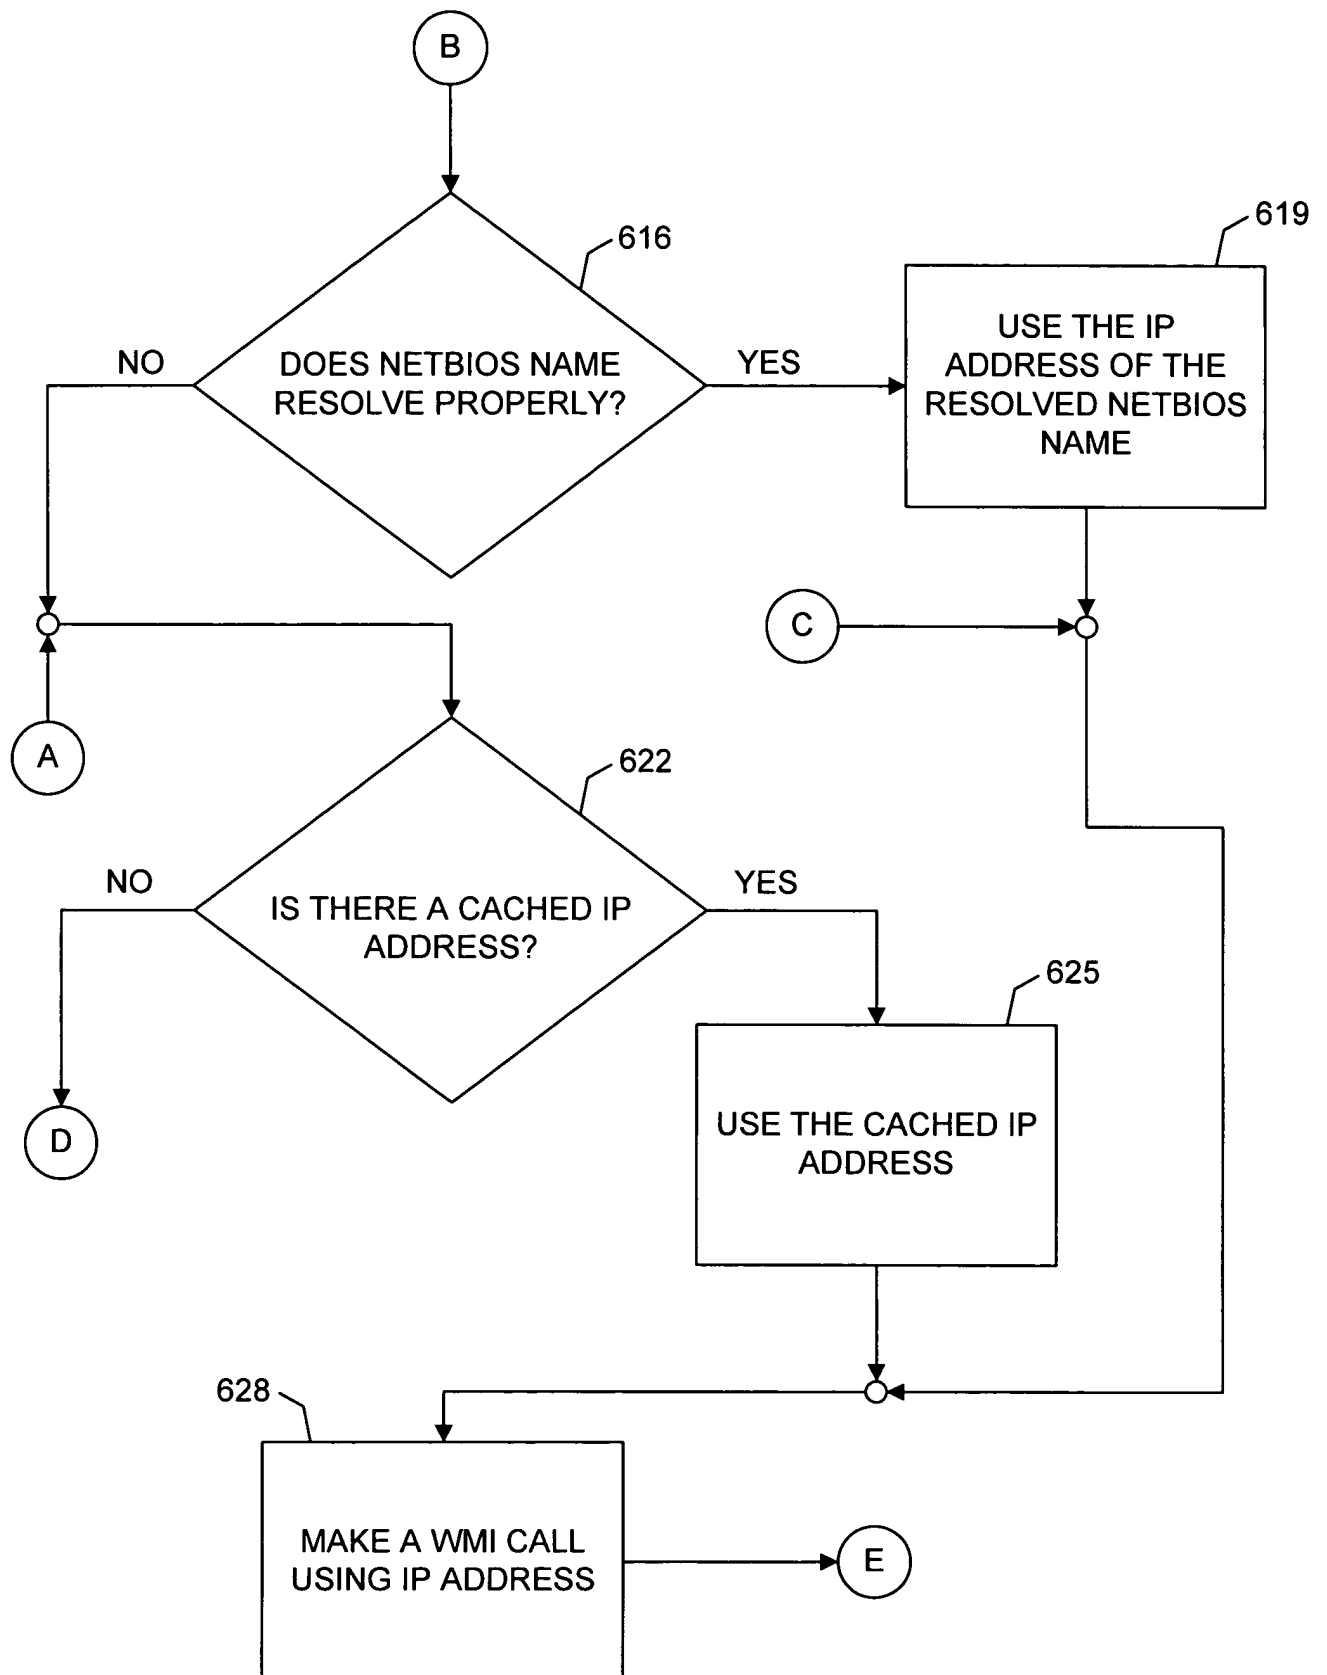 B
616
619
NO
DOES NETBIOS NAME
RESOLVE PROPERLY?
YES
USE THE IP
ADDRESS OF THE
RESOLVED NETBIOS
NAME
C
A
622
NO
IS THERE A CACHED IP
ADDRESS?
YES
625
D
USE THE CACHED IP
ADDRESS
628
MAKE A WMI CALL
USING IP ADDRESS
E